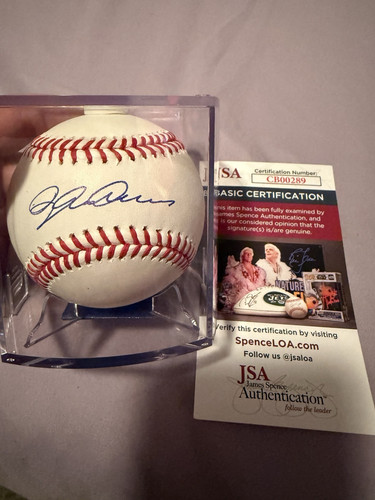 JSA
Certification Number:
CB00289
BASIC CERTIFICATION
This item has been fully examined by
James Spence Authentication, and
is our considered opinion that the
signature(s) is/are genuine.
NATURE
Verify this certification by visiting
SpenceLOA.com
Follow us @jsaloa
JSA
James Spence
Authentication
follow the leader